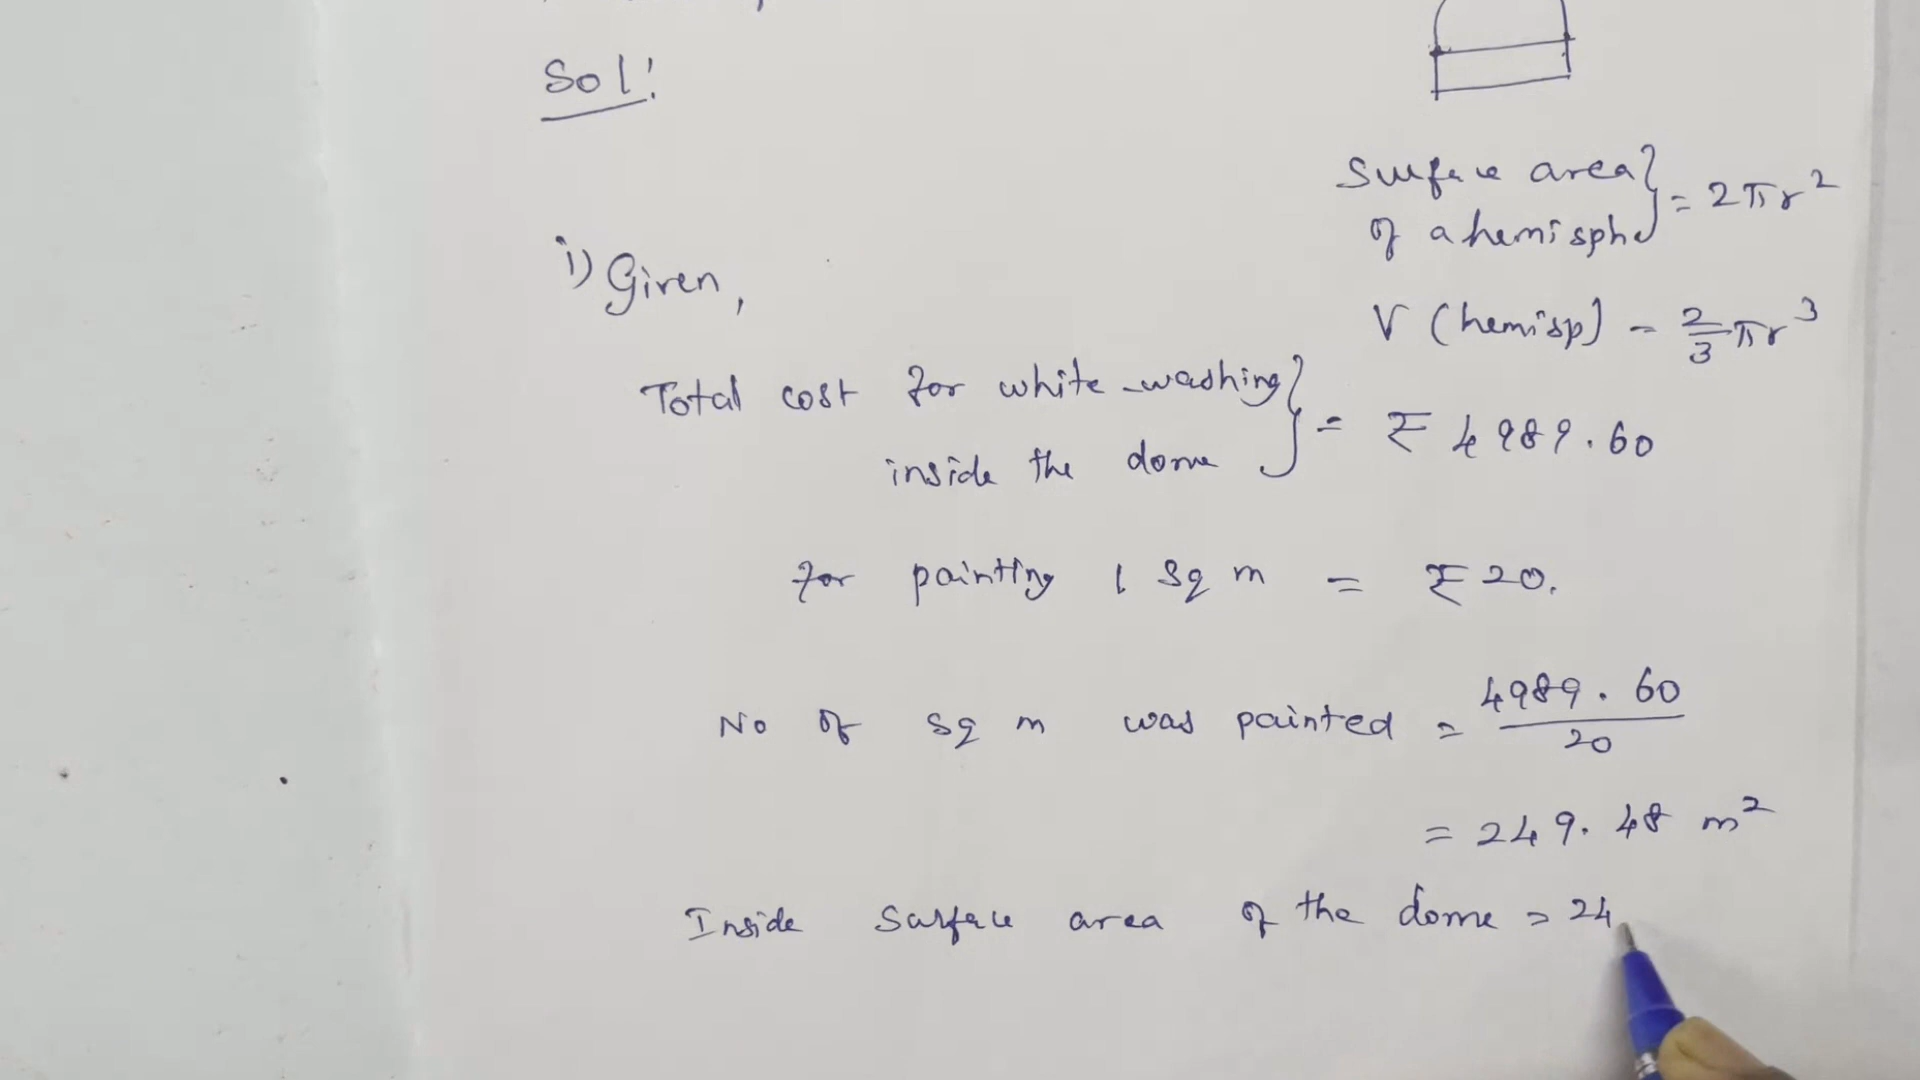 Sol:
Surface area } = 2πr²
of a hemisphe
i) Given,
V (hemisp) = 2/3 πr³
Total cost for white-washing } = ₹ 4989.60
inside the dome
for painting 1 sq m = ₹ 20.
No of sq m was painted = 4989.60/20
= 249.48 m²
Inside Surface area of the dome = 24